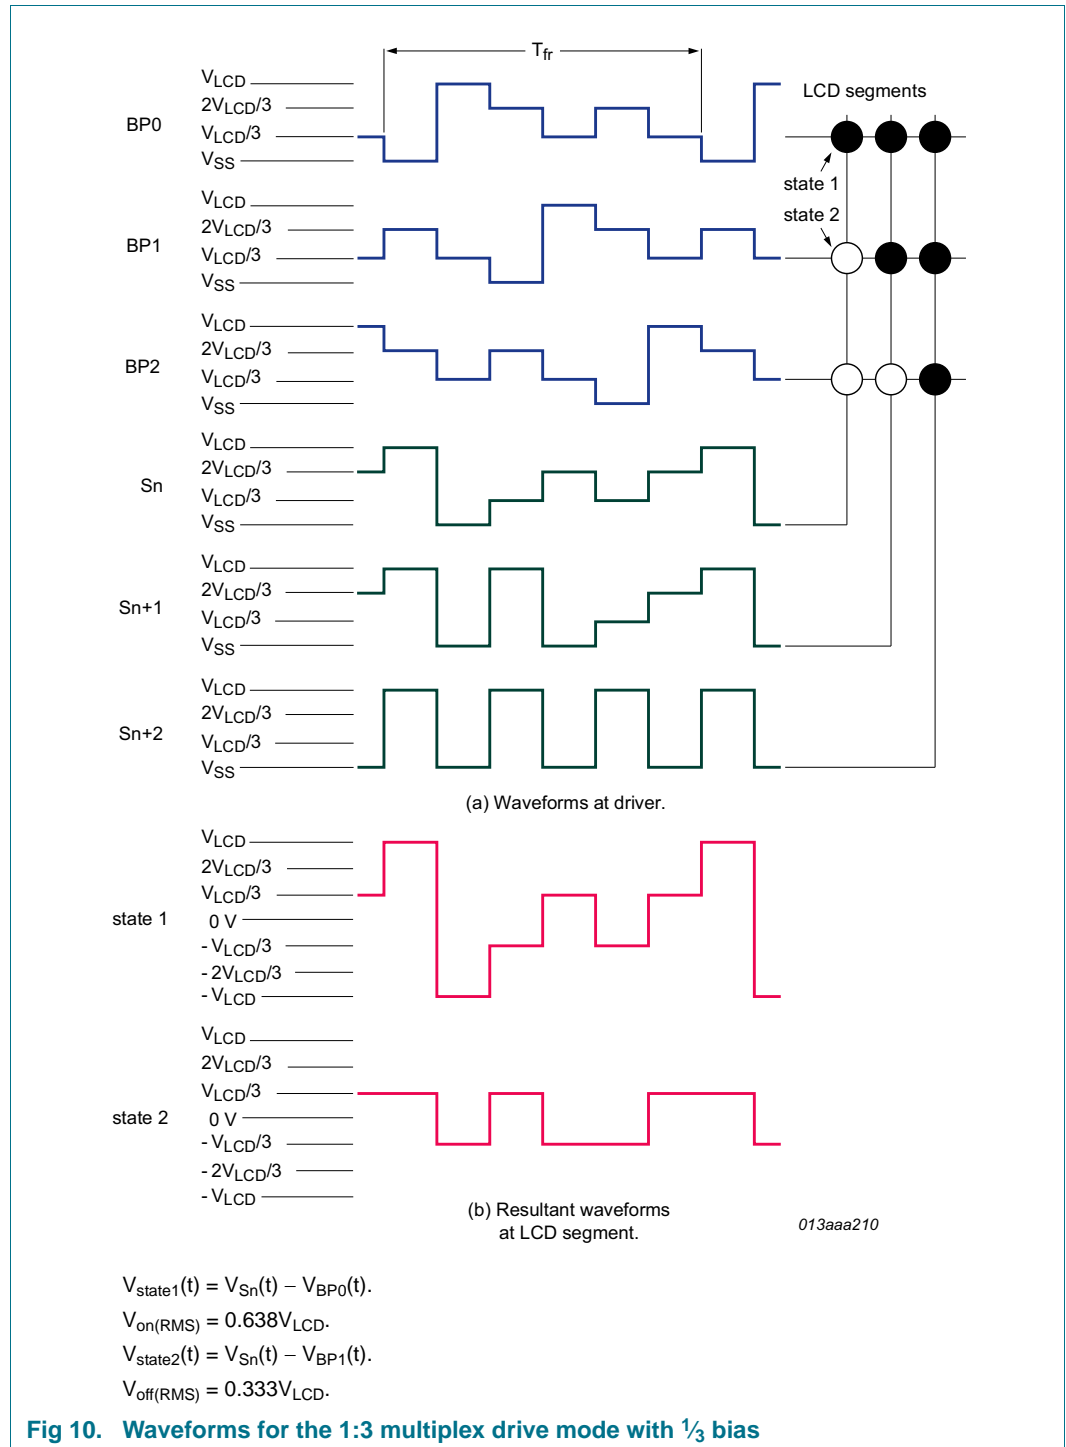 Tfr
VLCD
2VLCD/3
BP0
VLCD/3
VSS
LCD segments
state 1
state 2
VLCD
2VLCD/3
BP1
VLCD/3
VSS
VLCD
2VLCD/3
BP2
VLCD/3
VSS
VLCD
2VLCD/3
Sn
VLCD/3
VSS
VLCD
2VLCD/3
Sn+1
VLCD/3
VSS
VLCD
2VLCD/3
Sn+2
VLCD/3
VSS
(a) Waveforms at driver.
VLCD
2VLCD/3
VLCD/3
state 1
0 V
- VLCD/3
- 2VLCD/3
- VLCD
VLCD
2VLCD/3
VLCD/3
state 2
0 V
- VLCD/3
- 2VLCD/3
- VLCD
(b) Resultant waveforms
at LCD segment.
013aaa210
Vstate1(t) = VSn(t) − VBP0(t).
Von(RMS) = 0.638VLCD.
Vstate2(t) = VSn(t) − VBP1(t).
Voff(RMS) = 0.333VLCD.
Fig 10. Waveforms for the 1:3 multiplex drive mode with 1⁄3 bias